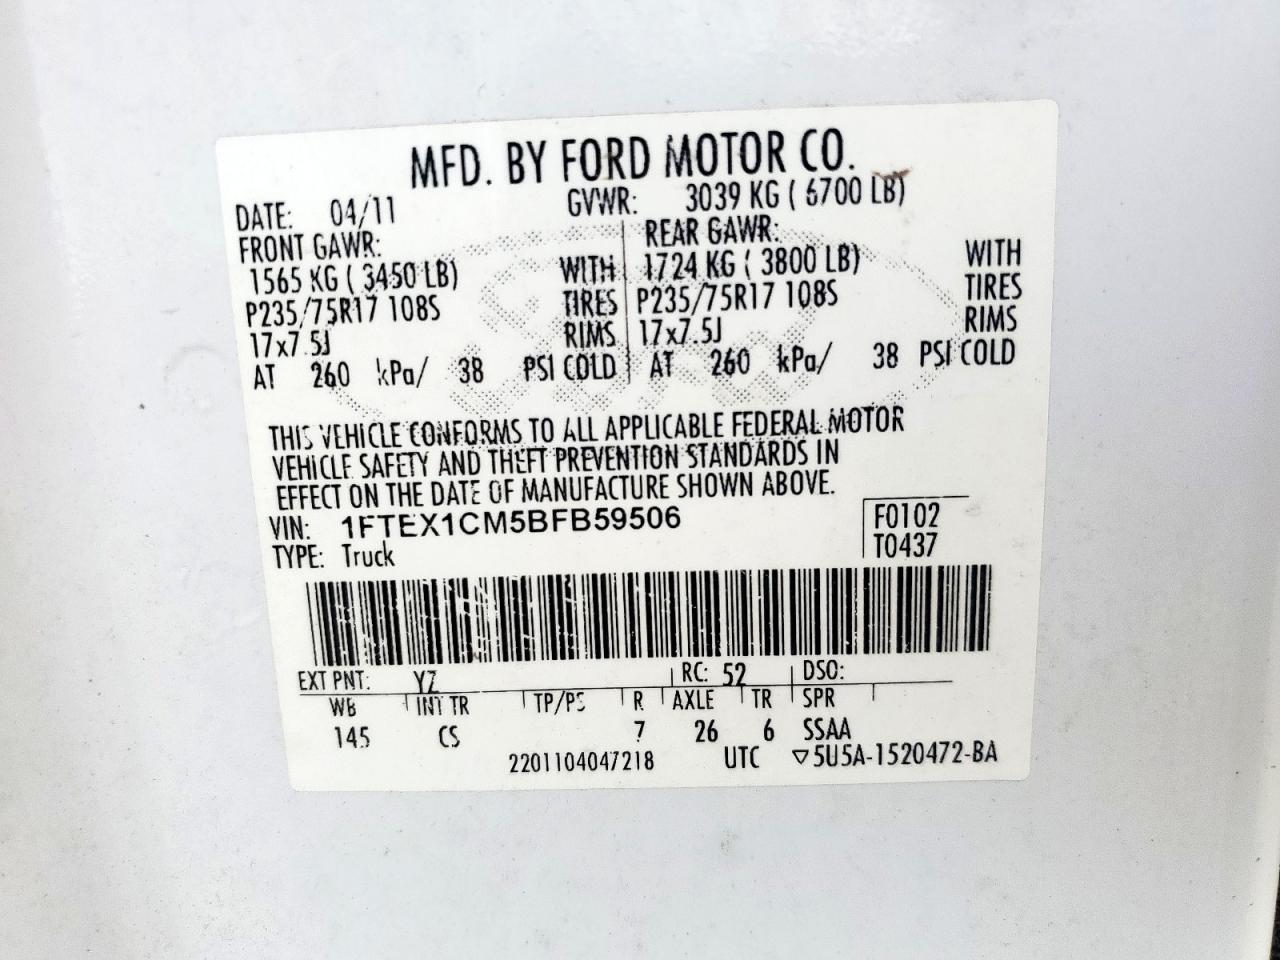 MFD. BY FORD MOTOR CO.
DATE: 04/11 GVWR: 3039 KG ( 6700 LB)
FRONT GAWR: REAR GAWR:
1565 KG ( 3450 LB) WITH 1724 KG ( 3800 LB) WITH
P235/75R17 108S TIRES P235/75R17 108S TIRES
17x7.5J RIMS 17x7.5J RIMS
AT 260 kPa/ 38 PSI COLD AT 260 kPa/ 38 PSI COLD
THIS VEHICLE CONFORMS TO ALL APPLICABLE FEDERAL MOTOR
VEHICLE SAFETY AND THEFT PREVENTION STANDARDS IN
EFFECT ON THE DATE OF MANUFACTURE SHOWN ABOVE.
VIN: 1FTEX1CM5BFB59506 F0102
TYPE: Truck T0437
EXT PNT: YZ RC: 52 DSO:
WB INT TR TP/PS R AXLE TR SPR
145 CS 7 26 6 SSAA
2201104047218 UTC ▽5U5A-1520472-BA